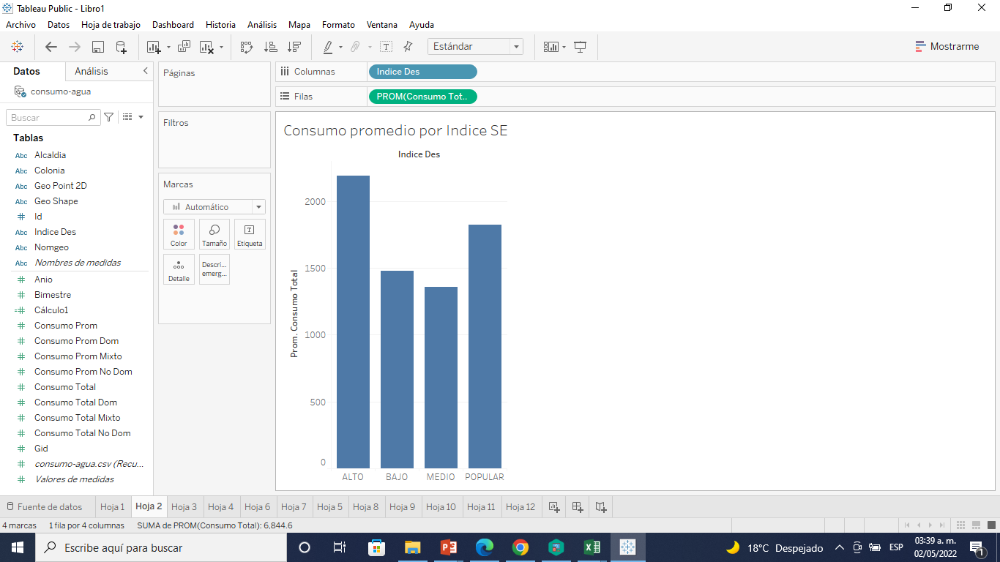 Tableau Public - Libro1
Archivo Datos Hoja de trabajo Dashboard Historia Análisis Mapa Formato Ventana Ayuda
Estándar
Mostrarme
Datos
Análisis
consumo-agua
Buscar
Tablas
Abc Alcaldia
Abc Colonia
Abc Geo Point 2D
Abc Geo Shape
# Id
Abc Indice Des
Abc Nomgeo
Abc Nombres de medidas
# Anio
# Bimestre
=# Cálculo1
# Consumo Prom
# Consumo Prom Dom
# Consumo Prom Mixto
# Consumo Prom No Dom
# Consumo Total
# Consumo Total Dom
# Consumo Total Mixto
# Consumo Total No Dom
# Gid
# consumo-agua.csv (Recu...
# Valores de medidas
Páginas
Filtros
Marcas
Automático
Color
Tamaño
Etiqueta
Detalle
Descri...
emerg...
Columnas
Indice Des
Filas
PROM(Consumo Tot..
Consumo promedio por Indice SE
Indice Des
Prom. Consumo Total
2000
1500
1000
500
0
ALTO BAJO MEDIO POPULAR
Fuente de datos Hoja 1 Hoja 2 Hoja 3 Hoja 4 Hoja 6 Hoja 7 Hoja 5 Hoja 8 Hoja 9 Hoja 10 Hoja 11 Hoja 12
4 marcas 1 fila por 4 columnas SUMA de PROM(Consumo Total): 6,844.6
Escribe aquí para buscar
18°C Despejado
ESP
03:39 a. m.
02/05/2022
1